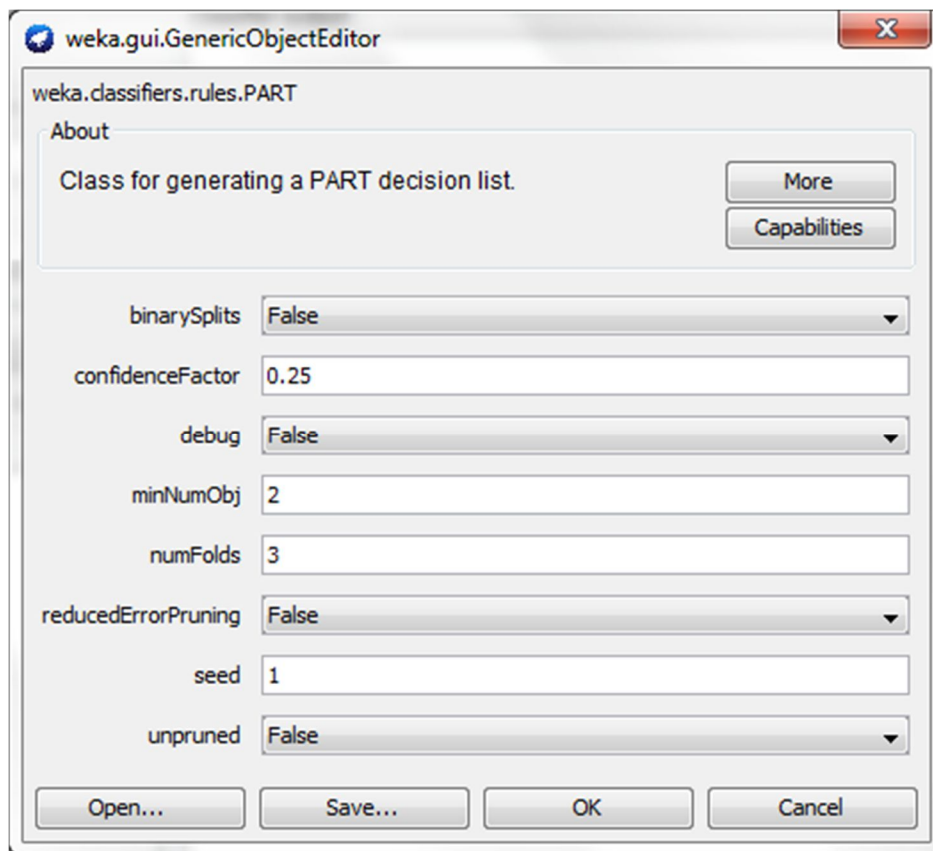 weka.gui.GenericObjectEditor
weka.classifiers.rules.PART
About
Class for generating a PART decision list.
More
Capabilities
binarySplits False
confidenceFactor 0.25
debug False
minNumObj 2
numFolds 3
reducedErrorPruning False
seed 1
unpruned False
Open... Save... OK Cancel